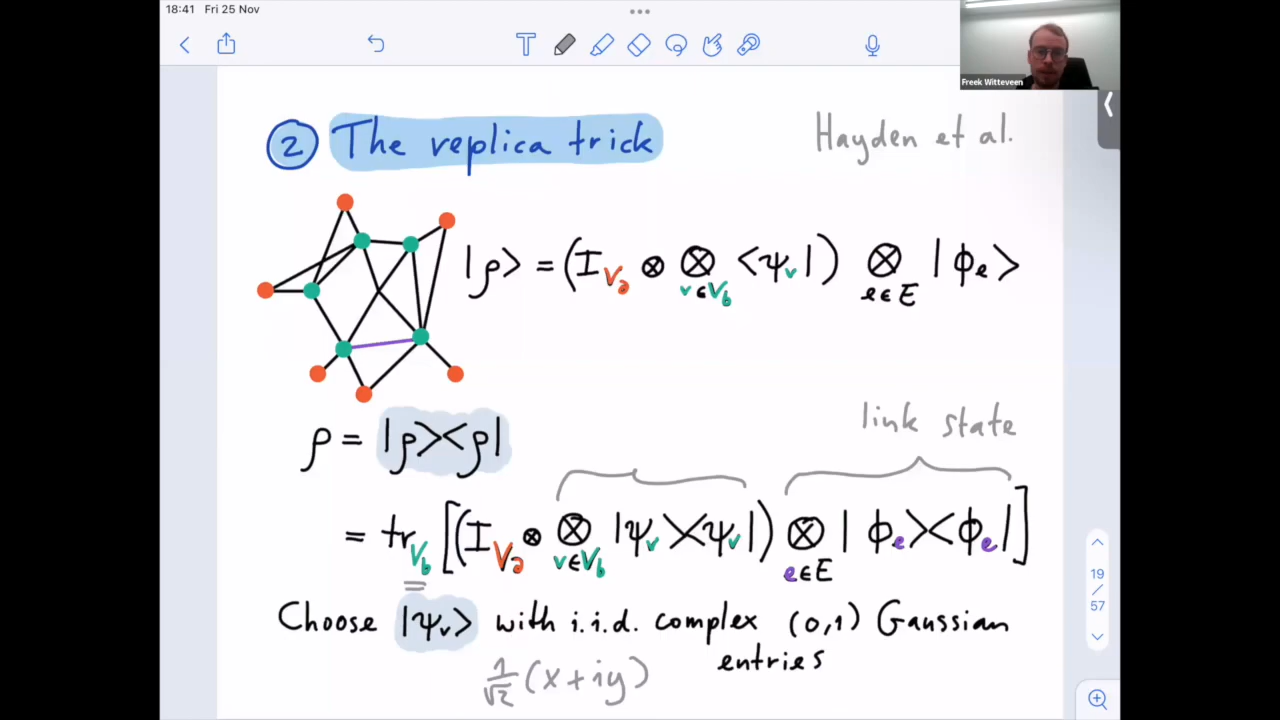 18:41 Fri 25 Nov
Freek Witteveen
② The replica trick
Hayden et al.
|ρ> = (I_{V∂} ⊗ ⊗_{v∈V_b} <ψ_v|) ⊗_{e∈E} |ϕ_e>
ρ = |ρ><ρ|
link state
= tr_{V_b} [(I_{V∂} ⊗ ⊗_{v∈V_b} |ψ_v><ψ_v|) ⊗_{e∈E} |ϕ_e><ϕ_e|]
Choose |ψ_v> with i.i.d. complex (0,1) Gaussian
entries
1/√2 (x+iy)
19
/
57